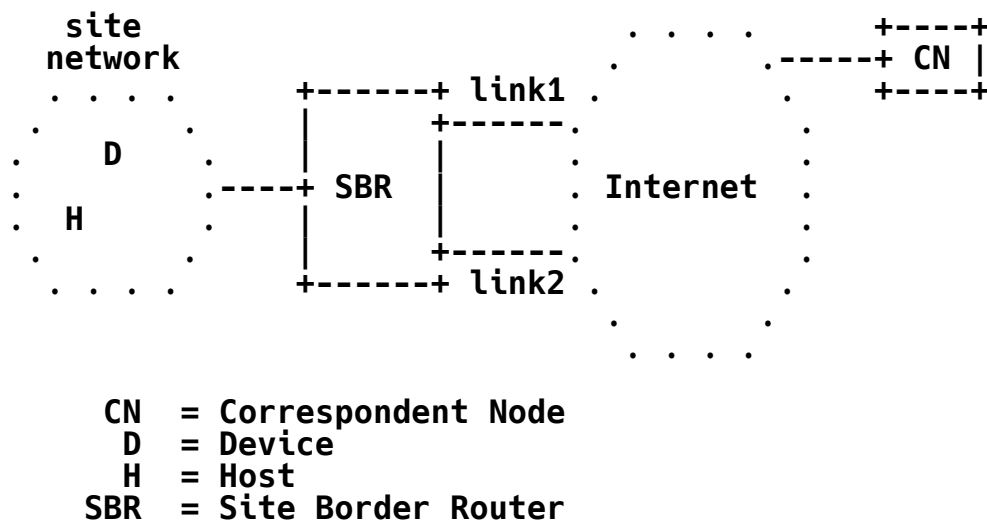 site
network
CN
link1
D
SBR
Internet
H
link2
CN = Correspondent Node
D = Device
H = Host
SBR = Site Border Router